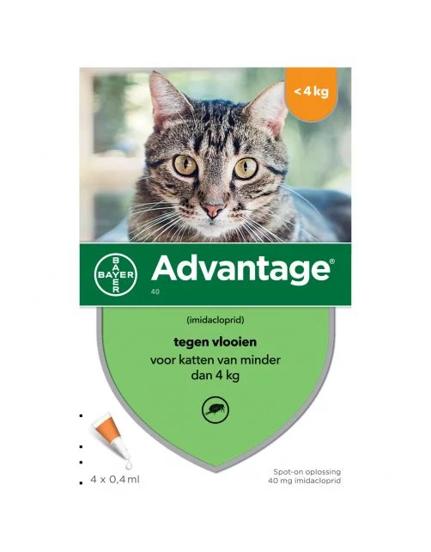 < 4 kg
BAYER
BAYER
Advantage®
40
(imidacloprid)
tegen vlooien
voor katten van minder
dan 4 kg
4 x 0,4 ml
Spot-on oplossing
40 mg imidacloprid